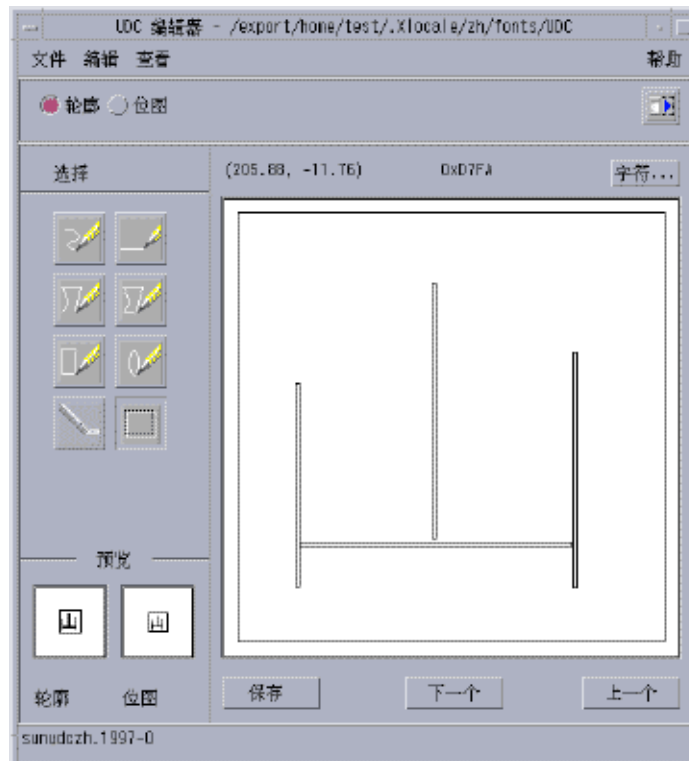 UDC 编辑器 - /export/home/test/.Xlocale/zh/fonts/UDC
文件 编辑 查看 帮助
轮廓 位图
选择 (205.88, -11.76) 0xD7FA 字符...
预览
山 山
轮廓 位图 保存 下一个 上一个
sunudczh.1997-0